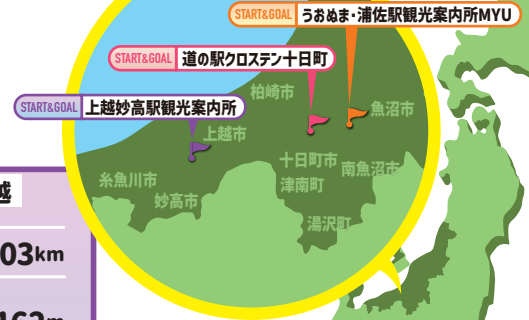 START&GOAL うおぬま・浦佐駅観光案内所MYU
START&GOAL 道の駅クロステン十日町
START&GOAL 上越妙高駅観光案内所
柏崎市
魚沼市
上越市
十日町市
南魚沼市
糸魚川市
津南町
妙高市
湯沢町
越
03km